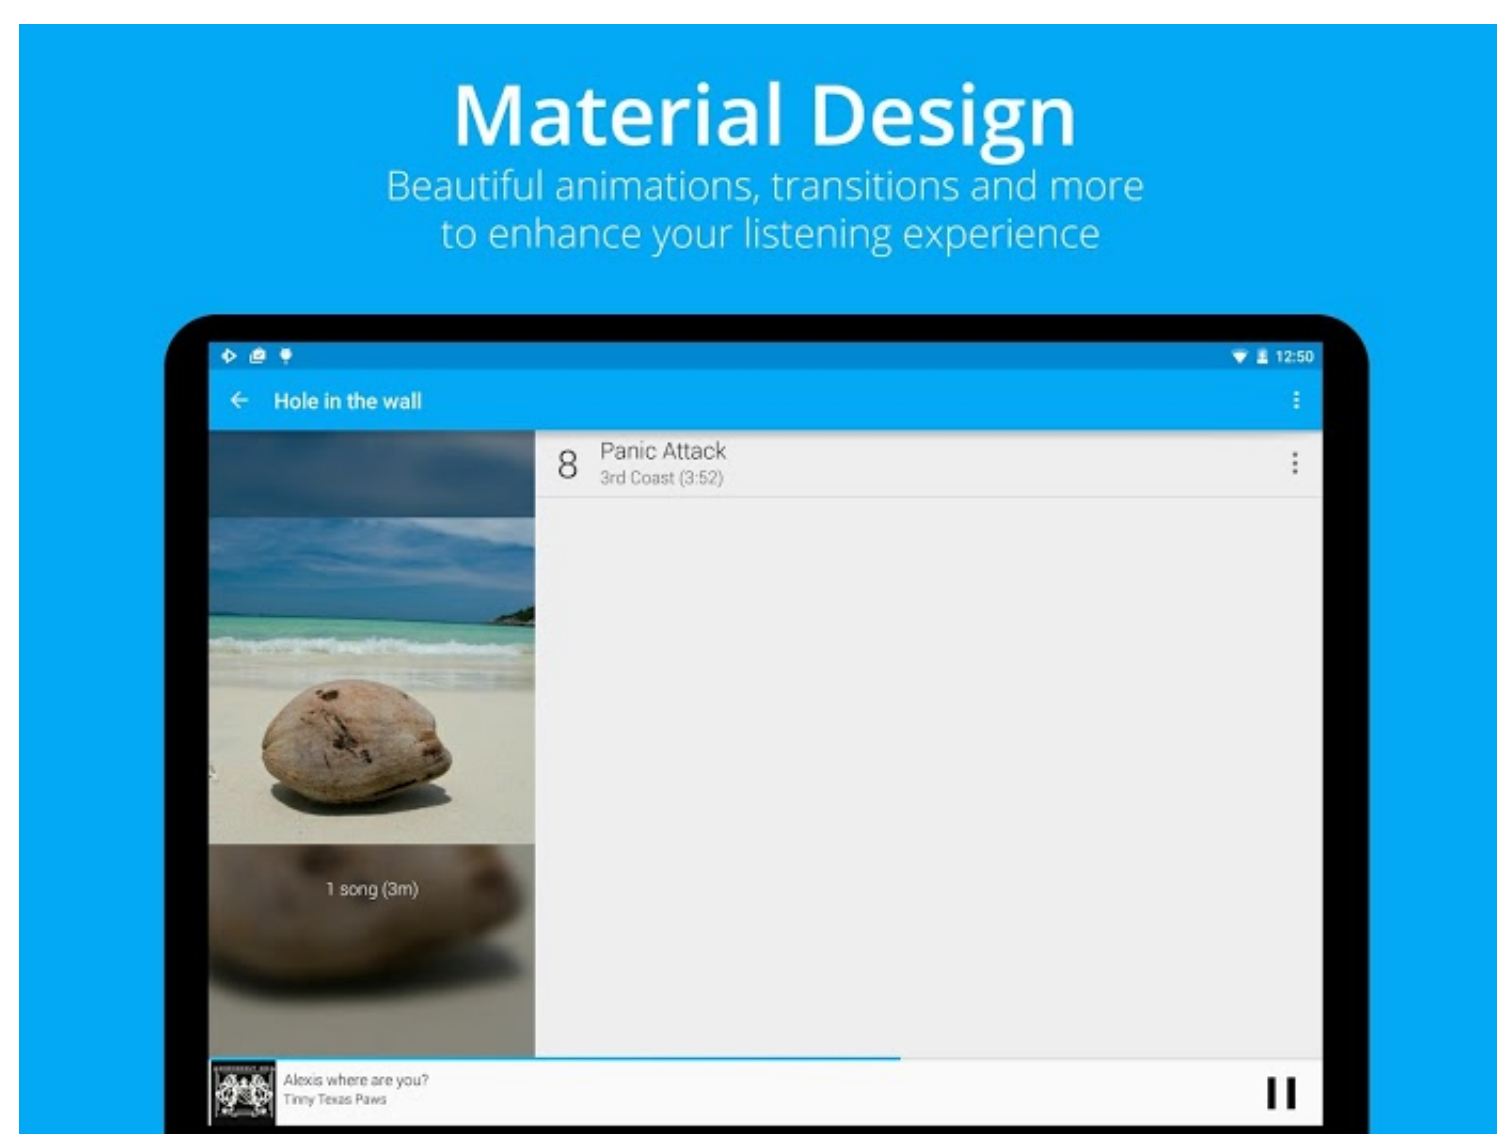 Material Design
Beautiful animations, transitions and more
to enhance your listening experience
12:50
Hole in the wall
8
Panic Attack
3rd Coast (3:52)
1 song (3m)
Alexis where are you?
Tinny Texas Paws